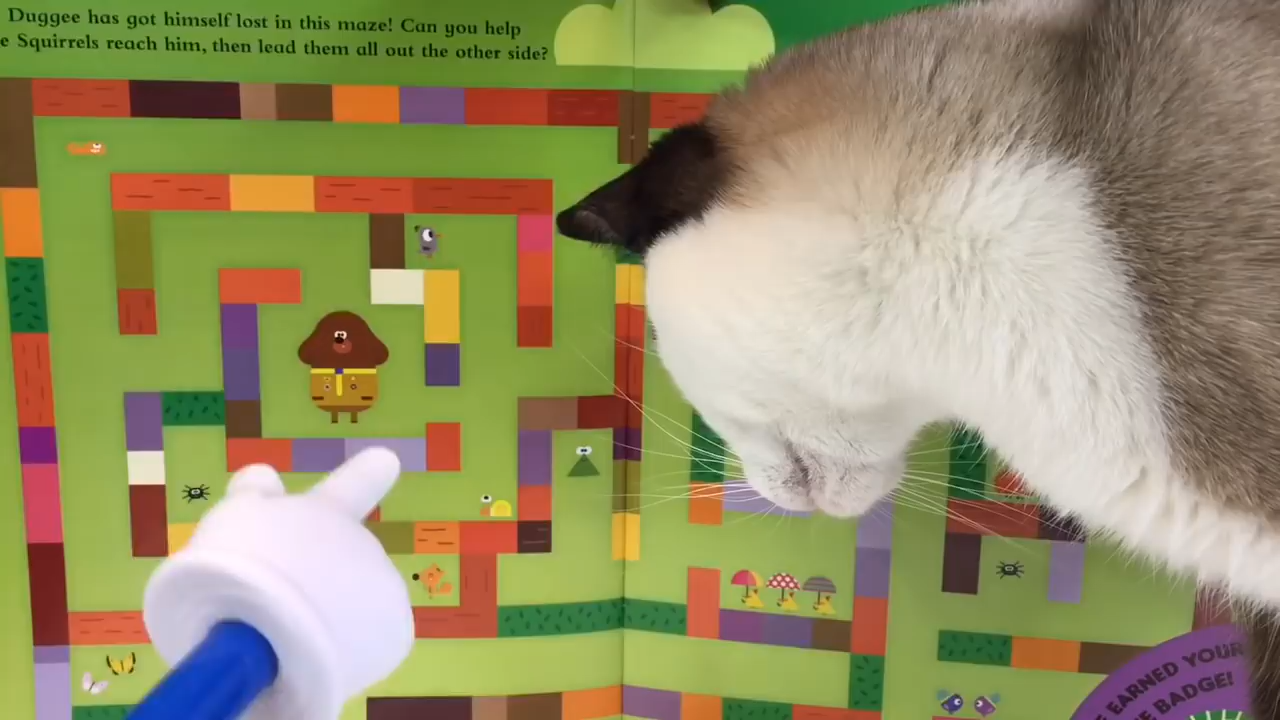 Duggee has got himself lost in this maze! Can you help
e Squirrels reach him, then lead them all out the other side?
EARNED YOUR
E BADGE!